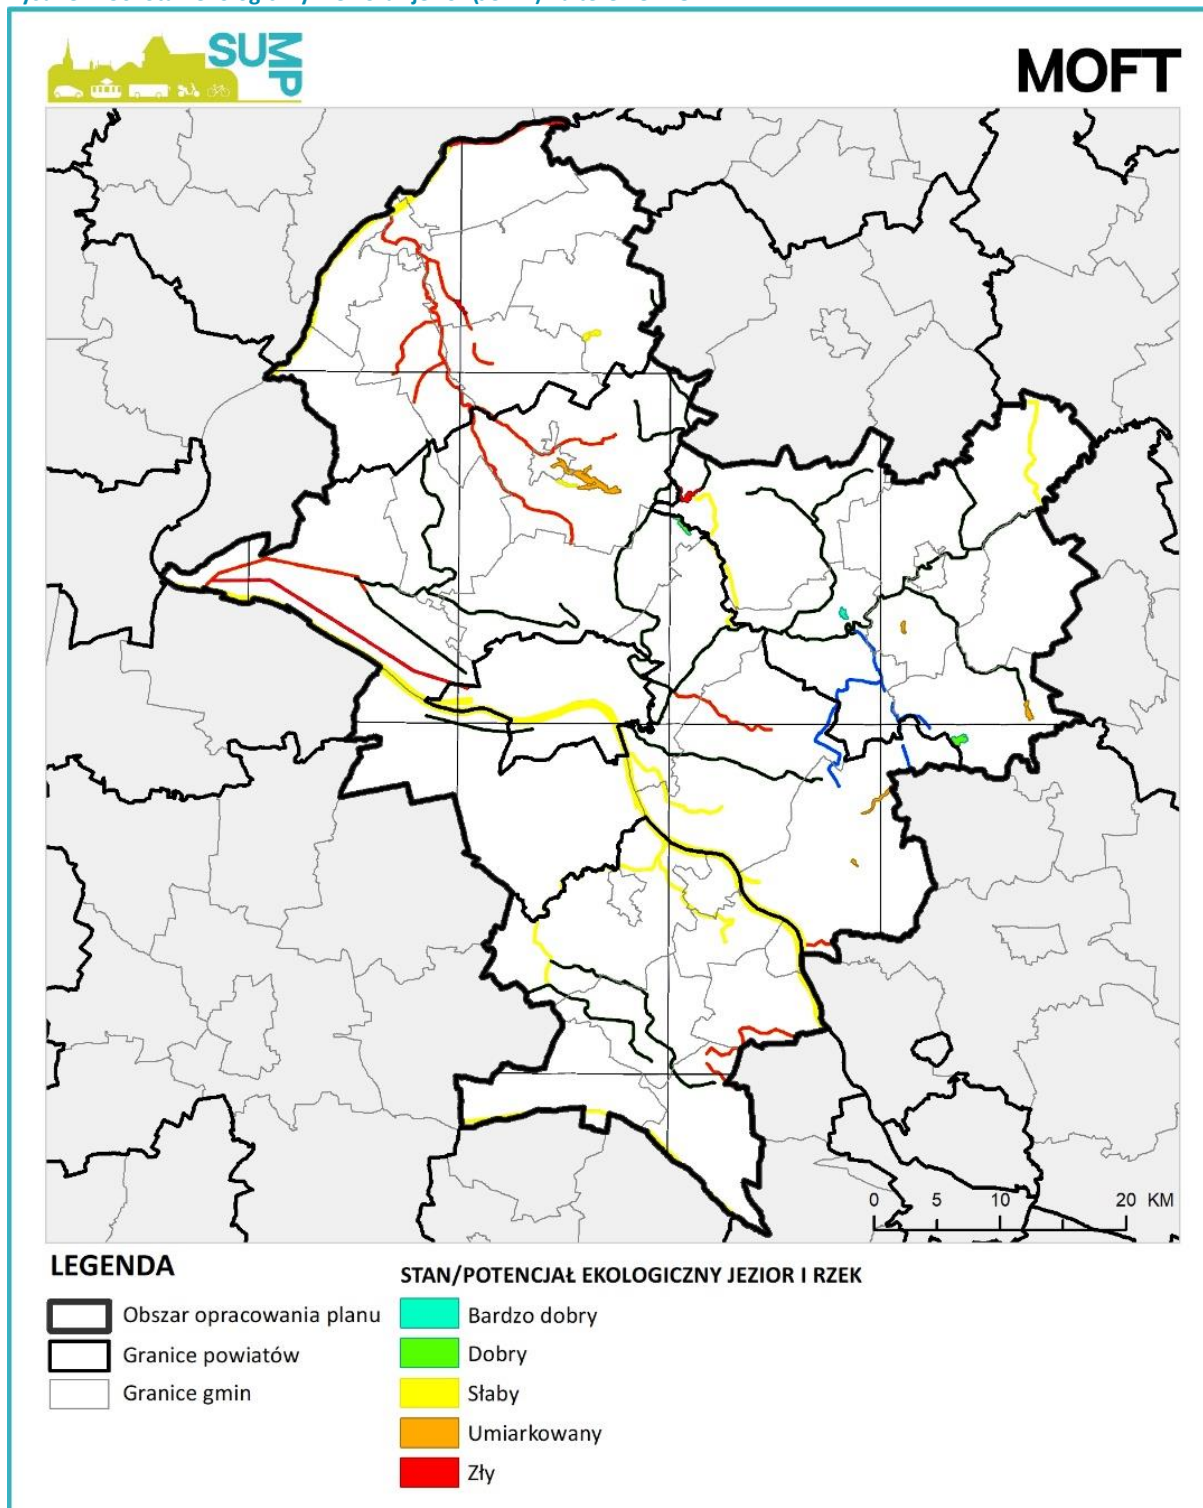 SUMP
MOFT
0 5 10 20 KM
LEGENDA
STAN/POTENCJAŁ EKOLOGICZNY JEZIOR I RZEK
Obszar opracowania planu
Granice powiatów
Granice gmin
Bardzo dobry
Dobry
Słaby
Umiarkowany
Zły